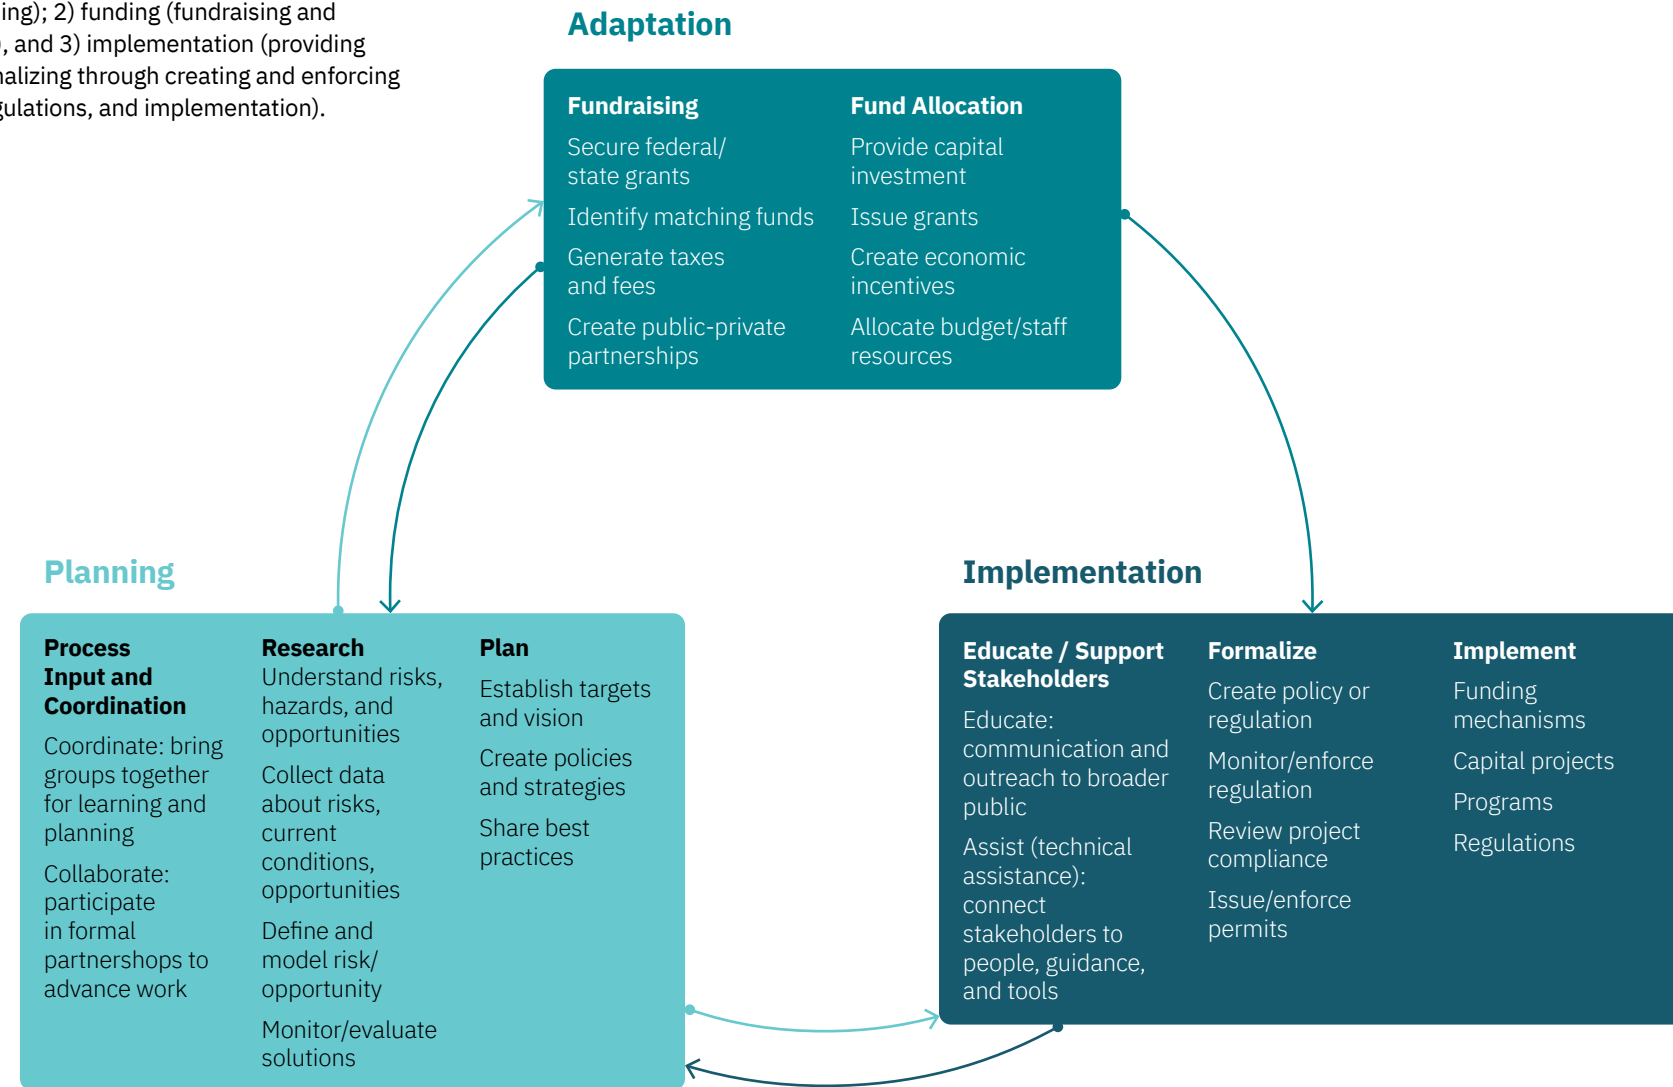 ing); 2) funding (fundraising and
, and 3) implementation (providing
nalizing through creating and enforcing
gulations, and implementation).
Adaptation
Fundraising
Secure federal/
state grants
Identify matching funds
Generate taxes
and fees
Create public-private
partnerships
Fund Allocation
Provide capital
investment
Issue grants
Create economic
incentives
Allocate budget/staff
resources
Planning
Process
Input and
Coordination
Coordinate: bring
groups together
for learning and
planning
Collaborate:
participate
in formal
partnershops to
advance work
Research
Understand risks,
hazards, and
opportunities
Collect data
about risks,
current
conditions,
opportunities
Define and
model risk/
opportunity
Monitor/evaluate
solutions
Plan
Establish targets
and vision
Create policies
and strategies
Share best
practices
Implementation
Educate / Support
Stakeholders
Educate:
communication and
outreach to broader
public
Assist (technical
assistance):
connect
stakeholders to
people, guidance,
and tools
Formalize
Create policy or
regulation
Monitor/enforce
regulation
Review project
compliance
Issue/enforce
permits
Implement
Funding
mechanisms
Capital projects
Programs
Regulations